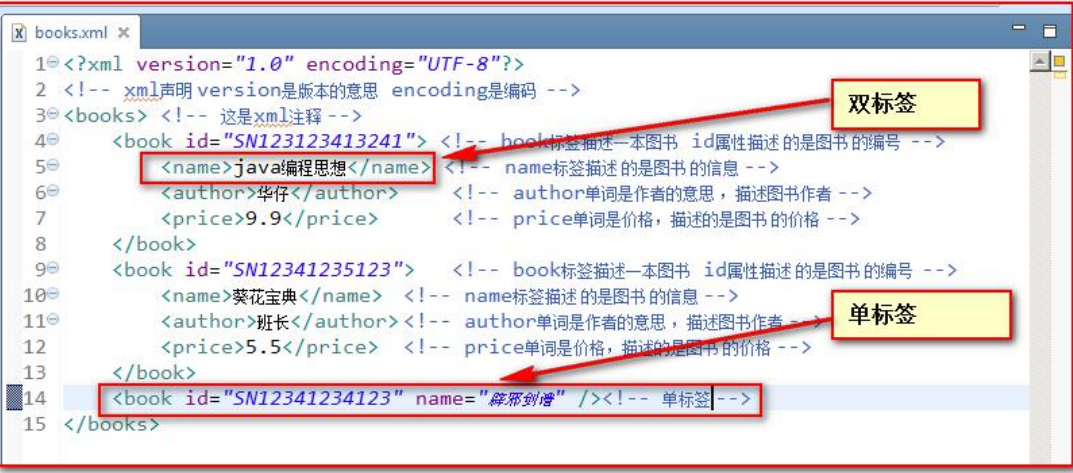 books.xml
1 <?xml version="1.0" encoding="UTF-8"?>
2 <!-- xml声明 version是版本的意思 encoding是编码 -->
3 <books> <!-- 这是xml注释 -->
4 <book id="SN123123413241"> <!-- book标签描述一本图书 id属性描述的是图书的编号 -->
5 <name>java编程思想</name> <!-- name标签描述的是图书的信息 -->
6 <author>华仔</author> <!-- author单词是作者的意思，描述图书作者 -->
7 <price>9.9</price> <!-- price单词是价格，描述的是图书的价格 -->
8 </book>
9 <book id="SN12341235123"> <!-- book标签描述一本图书 id属性描述的是图书的编号 -->
10 <name>葵花宝典</name> <!-- name标签描述的是图书的信息 -->
11 <author>班长</author> <!-- author单词是作者的意思，描述图书作者 -->
12 <price>5.5</price> <!-- price单词是价格，描述的是图书的价格 -->
13 </book>
14 <book id="SN12341234123" name="辟邪剑谱" /><!-- 单标签 -->
15 </books>
双标签
单标签